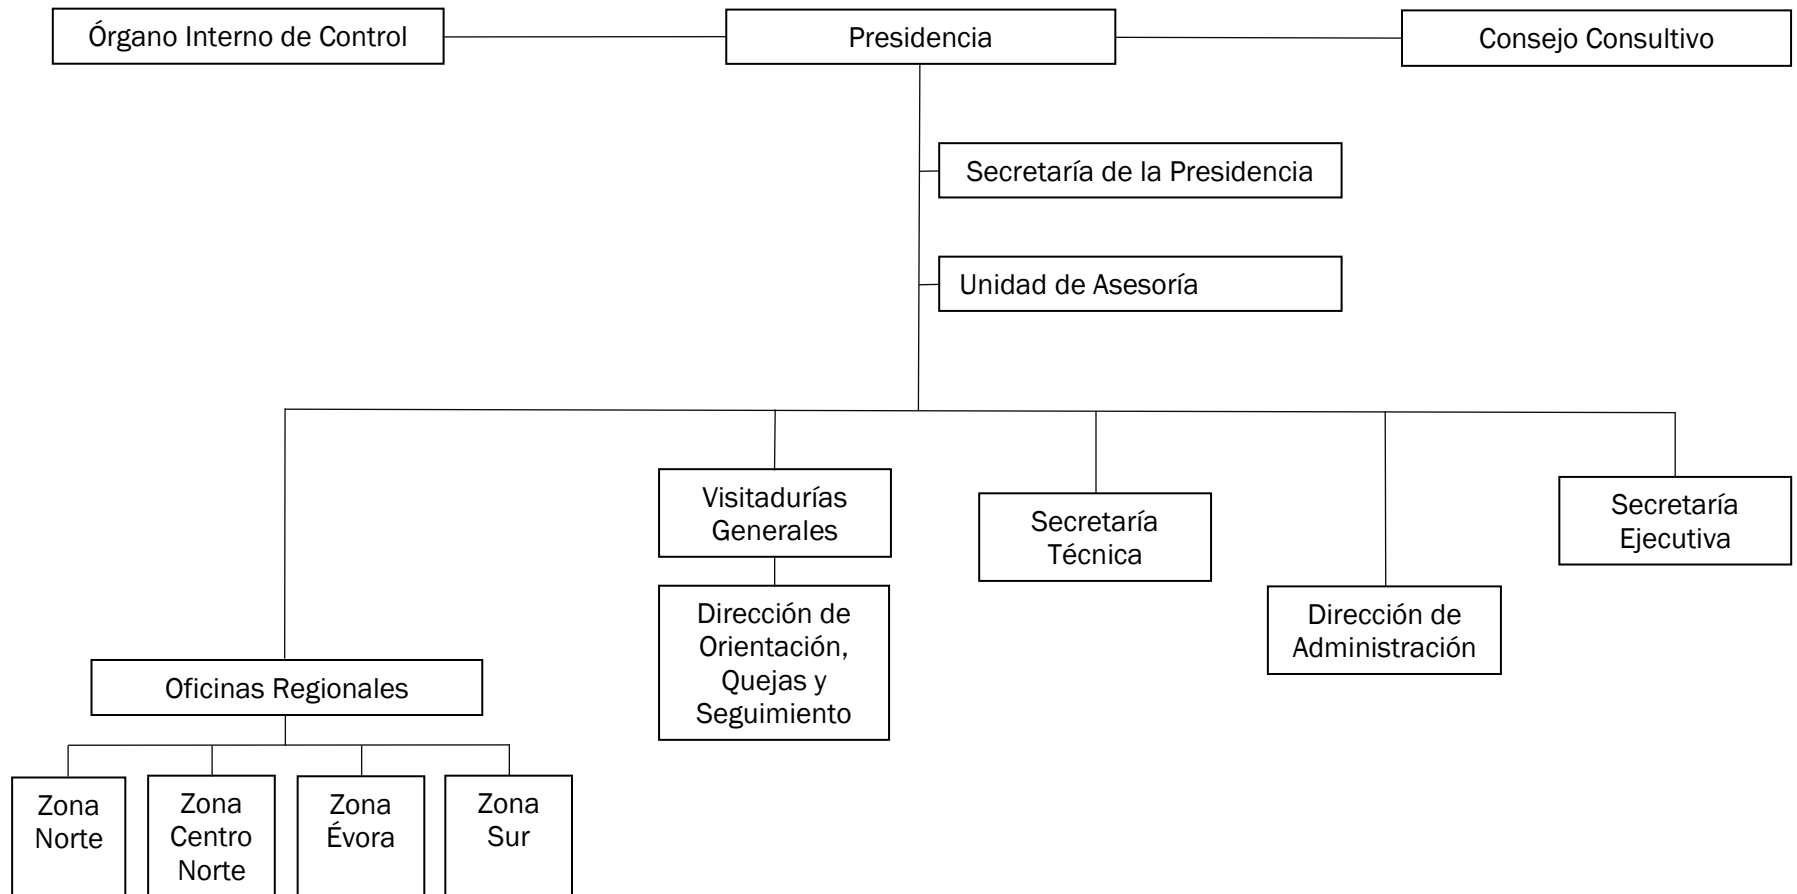 Órgano Interno de Control
Presidencia
Consejo Consultivo
Secretaría de la Presidencia
Unidad de Asesoría
Visitadurías
Generales
Secretaría
Técnica
Secretaría
Ejecutiva
Dirección de
Orientación,
Quejas y
Seguimiento
Dirección de
Administración
Oficinas Regionales
Zona
Norte
Zona
Centro
Norte
Zona
Évora
Zona
Sur